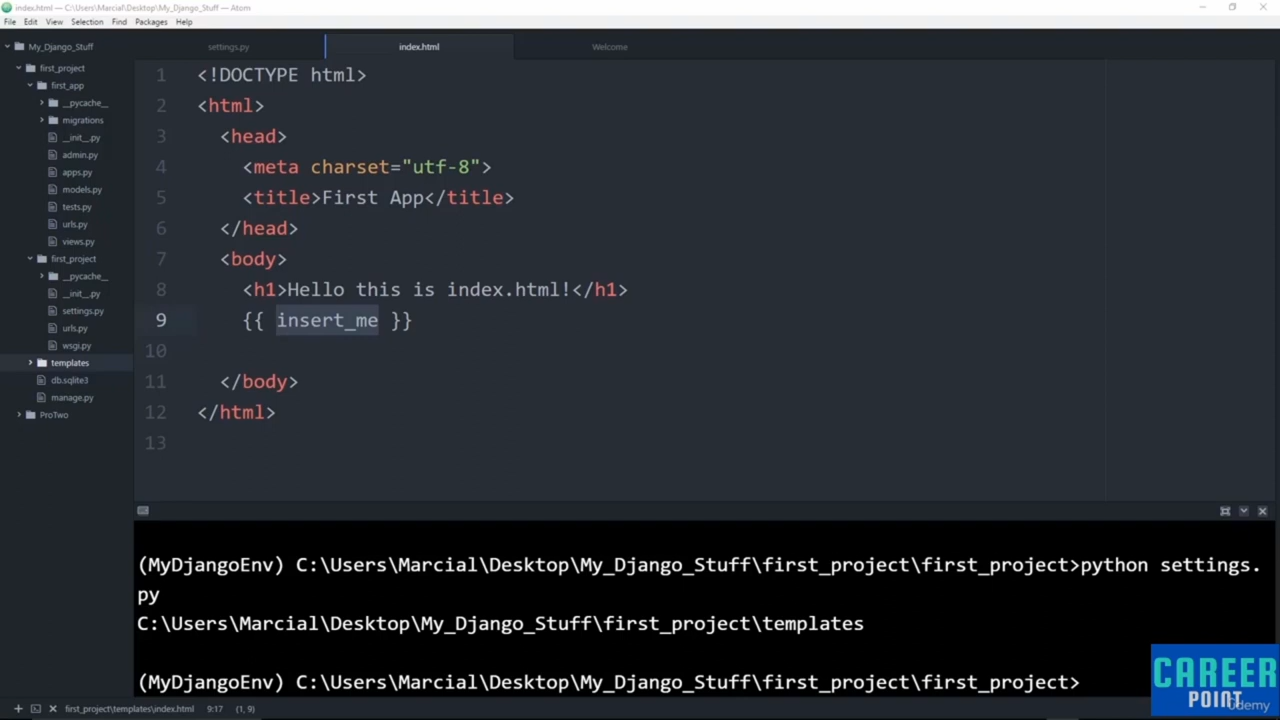 index.html — C:\Users\Marcial\Desktop\My_Django_Stuff — Atom
File Edit View Selection Find Packages Help
My_Django_Stuff
first_project
first_app
__pycache__
migrations
__init__.py
admin.py
apps.py
models.py
tests.py
urls.py
views.py
first_project
__pycache__
__init__.py
settings.py
urls.py
wsgi.py
templates
db.sqlite3
manage.py
ProTwo
settings.py index.html Welcome
1 <!DOCTYPE html>
2 <html>
3 <head>
4 <meta charset="utf-8">
5 <title>First App</title>
6 </head>
7 <body>
8 <h1>Hello this is index.html!</h1>
9 {{ insert_me }}
10
11 </body>
12 </html>
13
(MyDjangoEnv) C:\Users\Marcial\Desktop\My_Django_Stuff\first_project\first_project>python settings.
py
C:\Users\Marcial\Desktop\My_Django_Stuff\first_project\templates
(MyDjangoEnv) C:\Users\Marcial\Desktop\My_Django_Stuff\first_project\first_project>
first_project\templates\index.html 9:17 (1, 9)
CAREER
POINT
Udemy